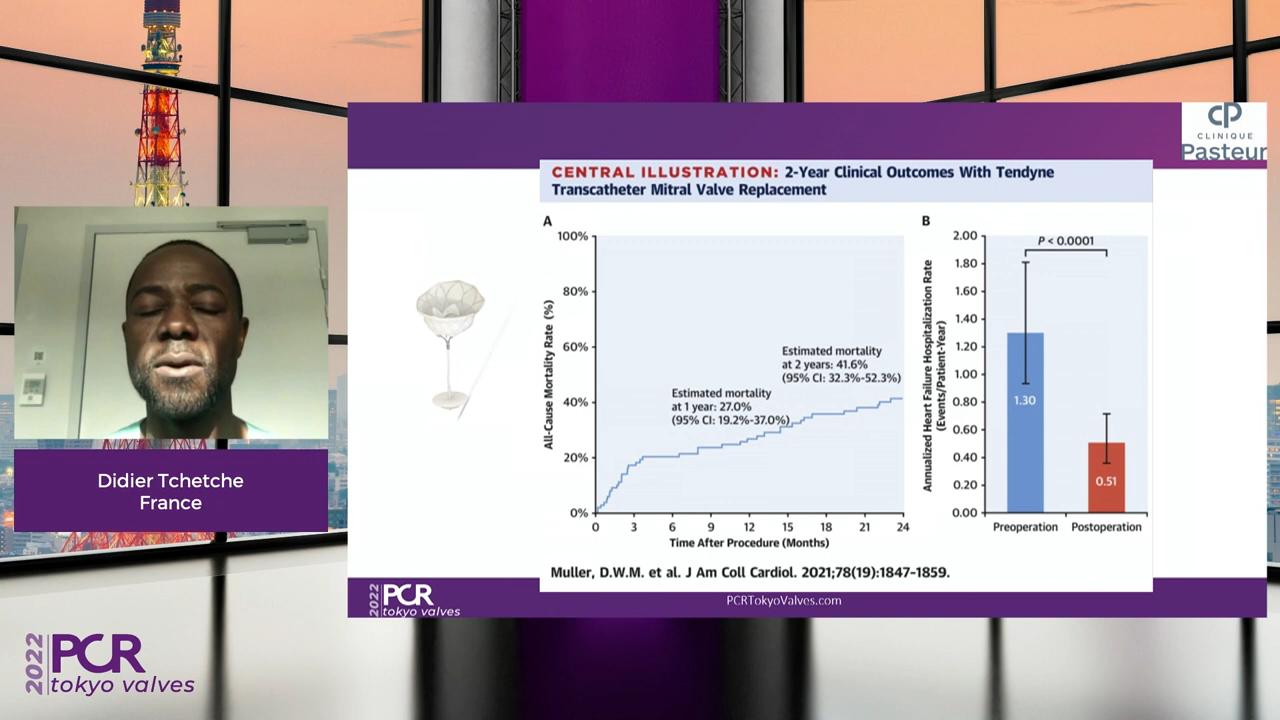 CP
CLINIQUE
Pasteur
CENTRAL ILLUSTRATION: 2-Year Clinical Outcomes With Tendyne
Transcatheter Mitral Valve Replacement
A
100%
80%
60%
40%
20%
0%
All-Cause Mortality Rate (%)
Estimated mortality
at 2 years: 41.6%
(95% CI: 32.3%-52.3%)
Estimated mortality
at 1 year: 27.0%
(95% CI: 19.2%-37.0%)
0 3 6 9 12 15 18 21 24
Time After Procedure (Months)
B
2.00
1.80
1.60
1.40
1.20
1.00
0.80
0.60
0.40
0.20
0.00
Annualized Heart Failure Hospitalization Rate
(Events/Patient-Year)
P < 0.0001
1.30
0.51
Preoperation Postoperation
Muller, D.W.M. et al. J Am Coll Cardiol. 2021;78(19):1847-1859.
2022
PCR
tokyo valves
PCRTokyoValves.com
Didier Tchetche
France
2022
PCR
tokyo valves